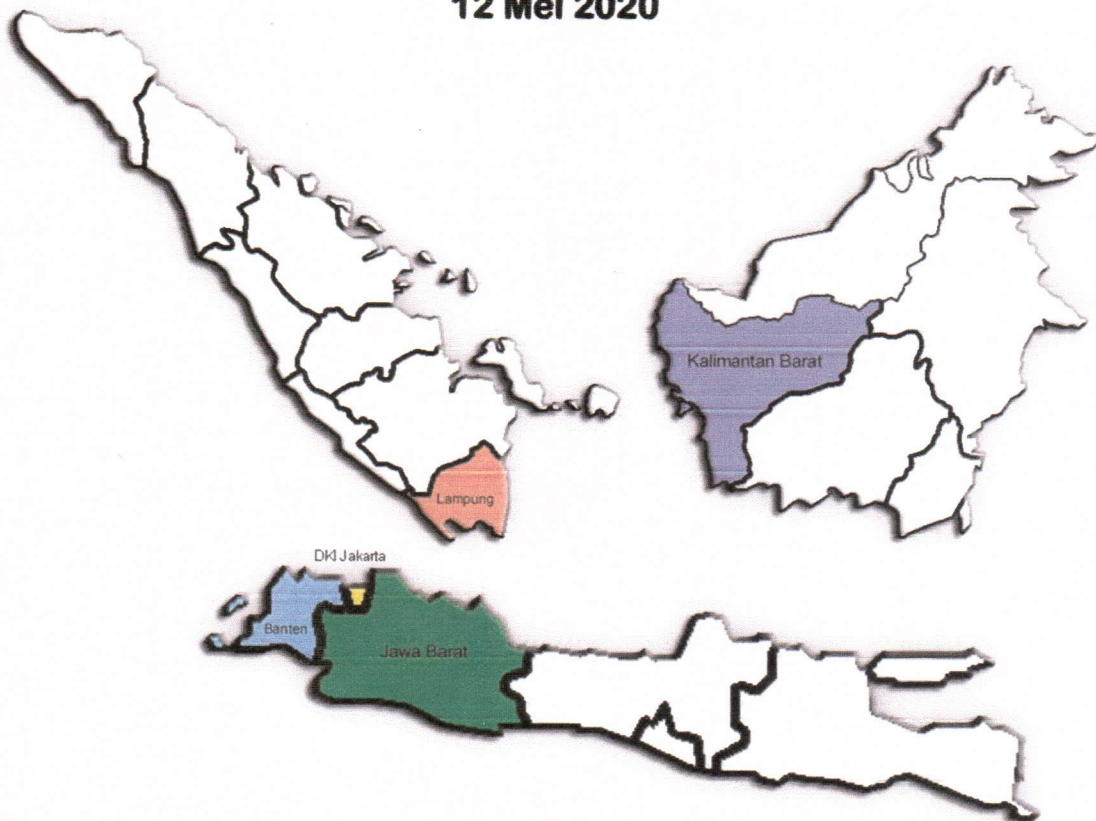 12 Mei 2020
Kalimantan Barat
Lampung
DKI Jakarta
Banten
Jawa Barat